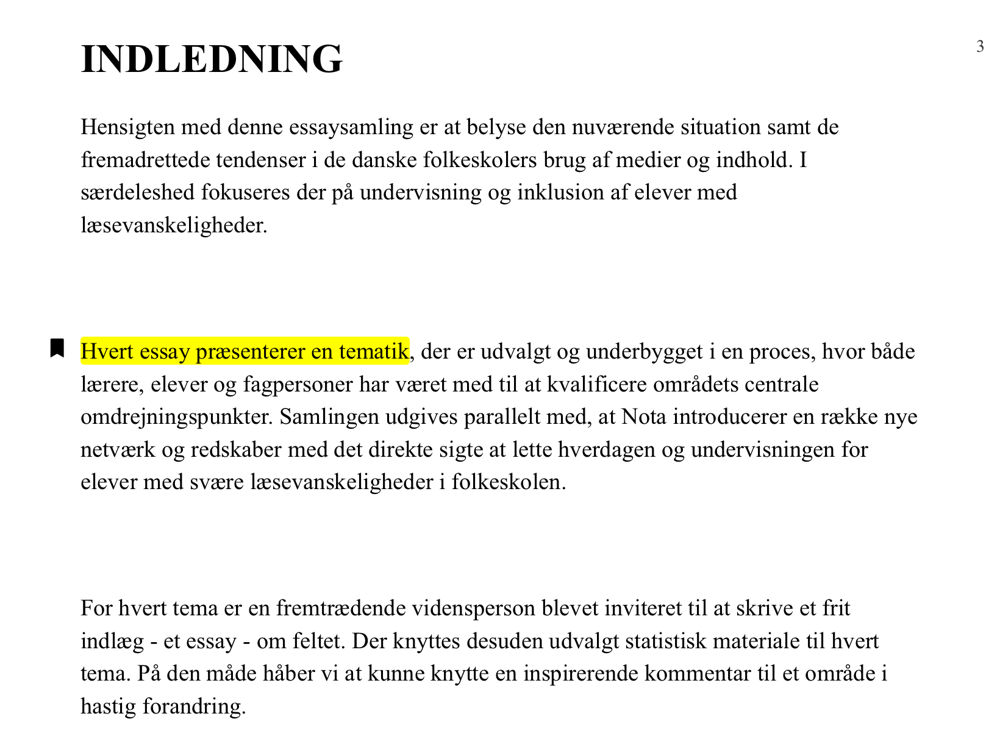 INDLEDNING
3
Hensigten med denne essaysamling er at belyse den nuværende situation samt de
fremadrettede tendenser i de danske folkeskolers brug af medier og indhold. I
særdeleshed fokuseres der på undervisning og inklusion af elever med
læsevanskeligheder.
Hvert essay præsenterer en tematik, der er udvalgt og underbygget i en proces, hvor både
lærere, elever og fagpersoner har været med til at kvalificere områdets centrale
omdrejningspunkter. Samlingen udgives parallelt med, at Nota introducerer en række nye
netværk og redskaber med det direkte sigte at lette hverdagen og undervisningen for
elever med svære læsevanskeligheder i folkeskolen.
For hvert tema er en fremtrædende vidensperson blevet inviteret til at skrive et frit
indlæg - et essay - om feltet. Der knyttes desuden udvalgt statistisk materiale til hvert
tema. På den måde håber vi at kunne knytte en inspirerende kommentar til et område i
hastig forandring.